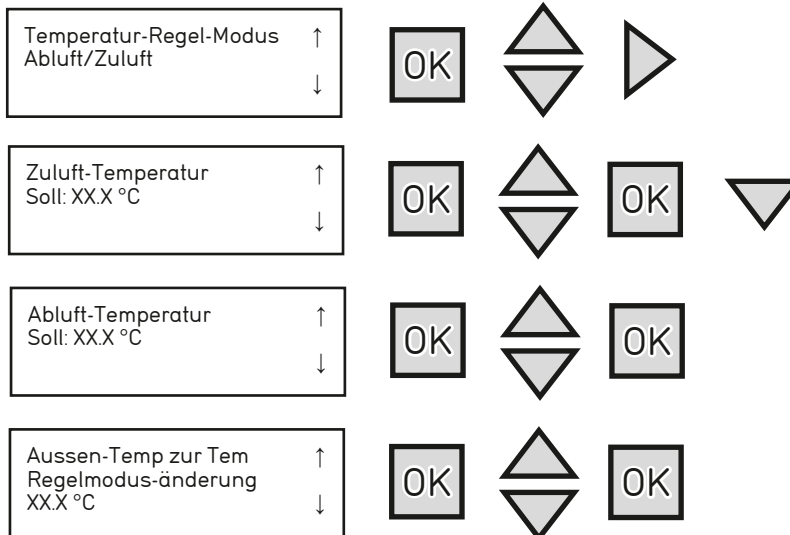 Temperatur-Regel-Modus ↑
Abluft/Zuluft
↓
OK
Zuluft-Temperatur ↑
Soll: XX.X °C
↓
OK OK
Abluft-Temperatur ↑
Soll: XX.X °C
↓
OK OK
Aussen-Temp zur Tem ↑
Regelmodus-änderung
XX.X °C ↓
OK OK